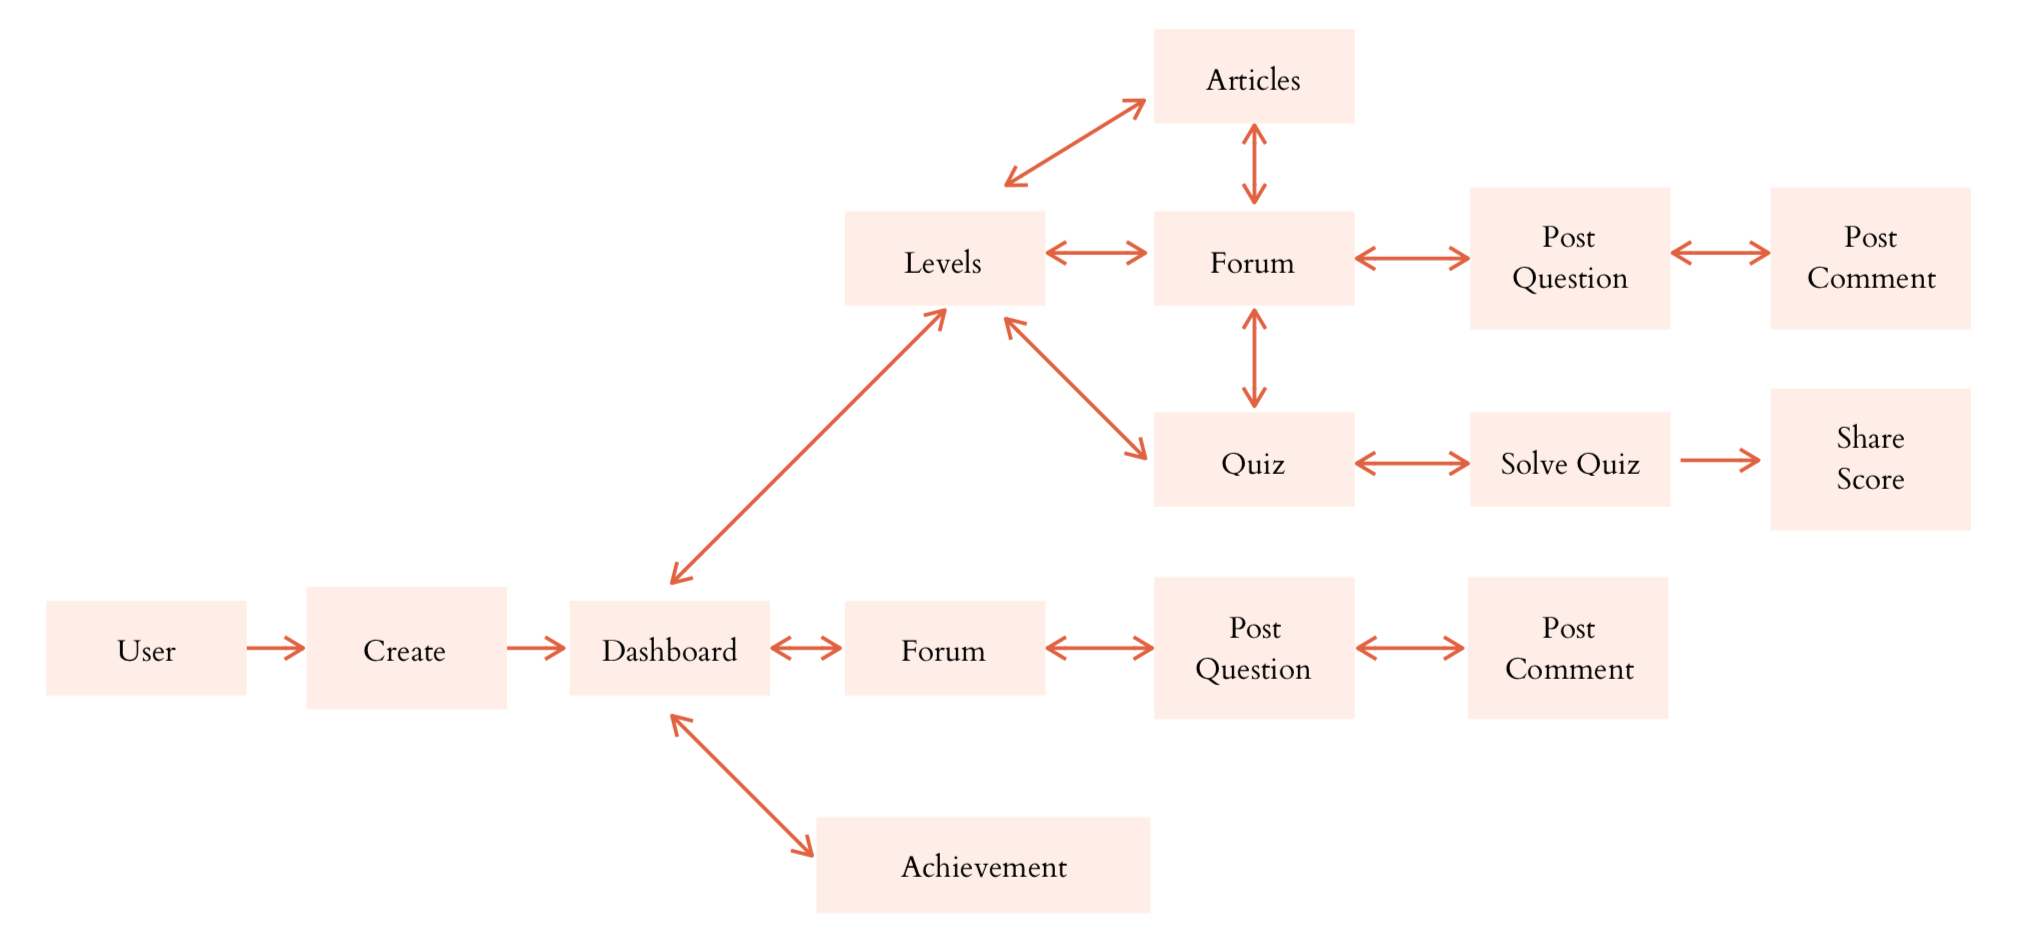 Articles
Levels
Forum
Post
Question
Post
Comment
Quiz
Solve Quiz
Share
Score
User
Create
Dashboard
Forum
Post
Question
Post
Comment
Achievement